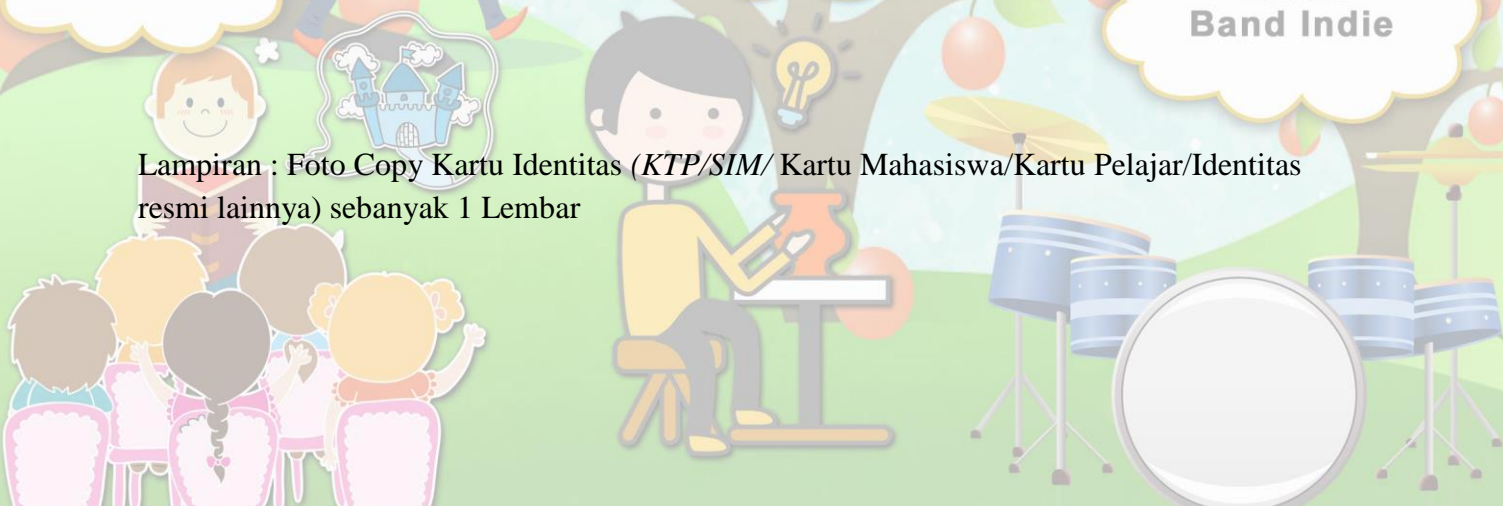 Band Indie
Lampiran : Foto Copy Kartu Identitas (KTP/SIM/ Kartu Mahasiswa/Kartu Pelajar/Identitas
resmi lainnya) sebanyak 1 Lembar